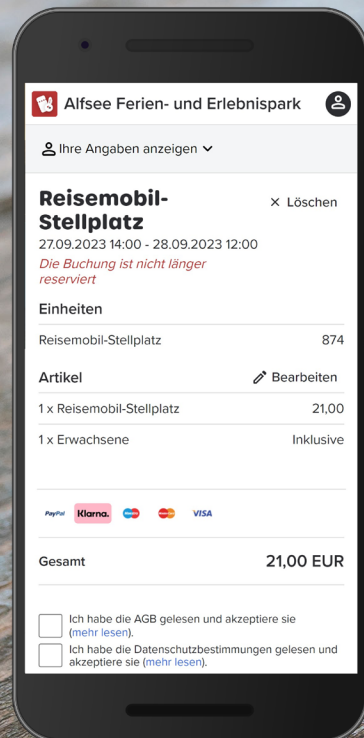 Alfsee Ferien- und Erlebnispark
Ihre Angaben anzeigen
Reisemobil-
Stellplatz
Löschen
27.09.2023 14:00 - 28.09.2023 12:00
Die Buchung ist nicht länger
reserviert
Einheiten
Reisemobil-Stellplatz 874
Artikel Bearbeiten
1 x Reisemobil-Stellplatz 21,00
1 x Erwachsene Inklusive
PayPal Klarna. VISA
Gesamt 21,00 EUR
Ich habe die AGB gelesen und akzeptiere sie
(mehr lesen).
Ich habe die Datenschutzbestimmungen gelesen und
akzeptiere sie (mehr lesen).